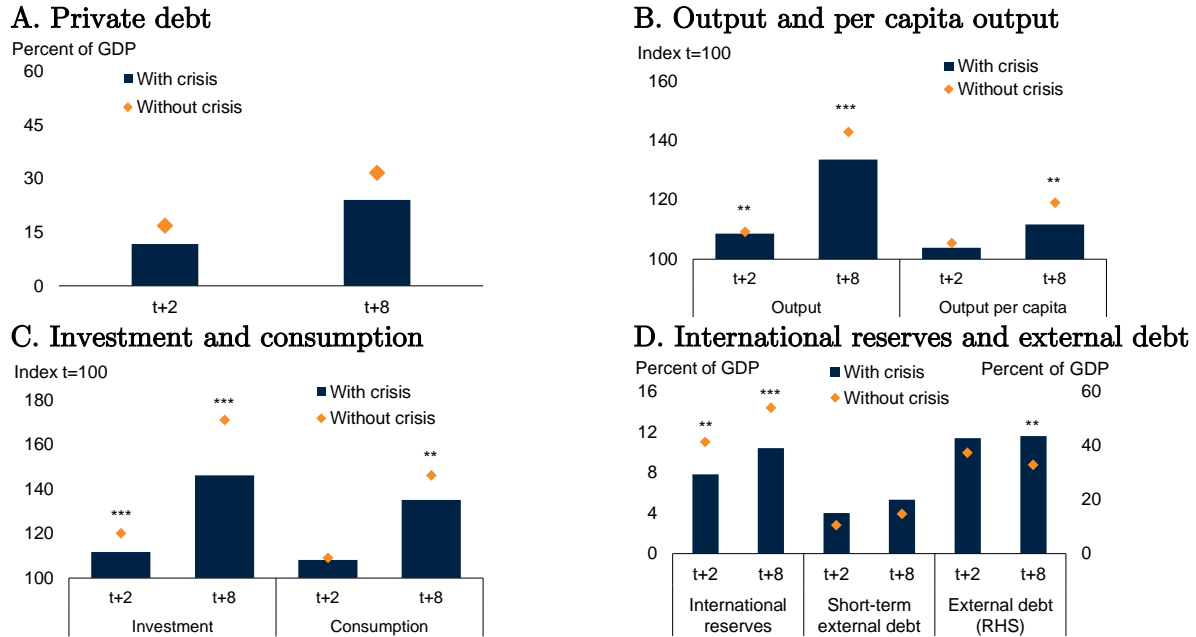 A. Private debt
Percent of GDP
60
45
30
15
0
With crisis
Without crisis
t+2
t+8
B. Output and per capita output
Index t=100
160
140
120
100
With crisis
Without crisis
**
***
**
t+2
t+8
t+2
t+8
Output
Output per capita
C. Investment and consumption
Index t=100
180
160
140
120
100
With crisis
Without crisis
***
***
**
t+2
t+8
t+2
t+8
Investment
Consumption
D. International reserves and external debt
Percent of GDP
Percent of GDP
16
12
8
4
0
With crisis
Without crisis
60
40
20
0
**
***
**
t+2
t+8
t+2
t+8
t+2
t+8
International
reserves
Short-term
external debt
External debt
(RHS)